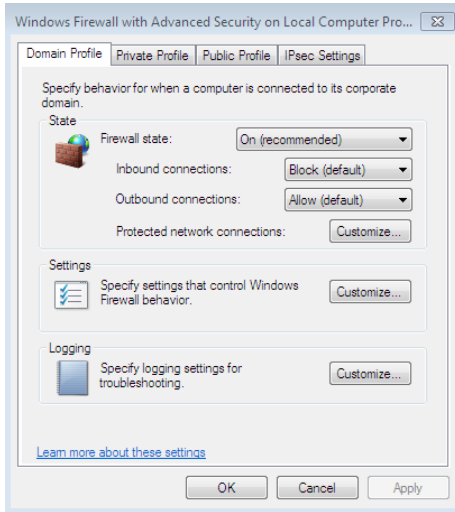 Windows Firewall with Advanced Security on Local Computer Pro...
Domain Profile
Private Profile
Public Profile
IPsec Settings
Specify behavior for when a computer is connected to its corporate
domain.
State
Firewall state:
On (recommended)
Inbound connections:
Block (default)
Outbound connections:
Allow (default)
Protected network connections:
Customize...
Settings
Specify settings that control Windows
Firewall behavior.
Customize...
Logging
Specify logging settings for
troubleshooting.
Customize...
Learn more about these settings
OK
Cancel
Apply